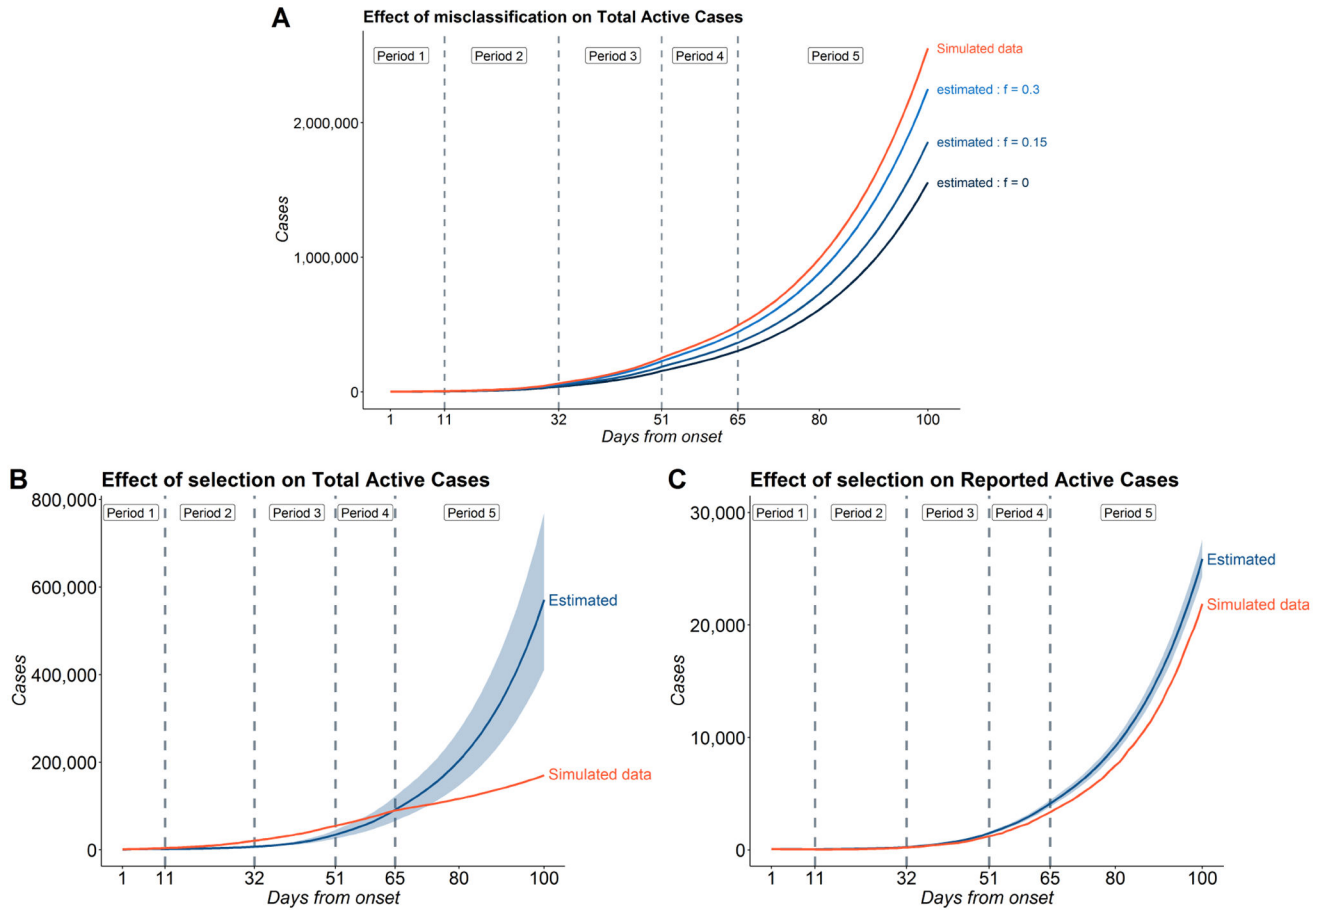 A
Effect of misclassification on Total Active Cases
Period 1 Period 2 Period 3 Period 4 Period 5
Simulated data
estimated : f = 0.3
estimated : f = 0.15
estimated : f = 0
2,000,000
1,000,000
0
Cases
1 11 32 51 65 80 100
Days from onset
B
Effect of selection on Total Active Cases
Period 1 Period 2 Period 3 Period 4 Period 5
800,000
600,000
400,000
200,000
0
Cases
Estimated
Simulated data
1 11 32 51 65 80 100
Days from onset
C
Effect of selection on Reported Active Cases
Period 1 Period 2 Period 3 Period 4 Period 5
30,000
20,000
10,000
0
Cases
Estimated
Simulated data
1 11 32 51 65 80 100
Days from onset